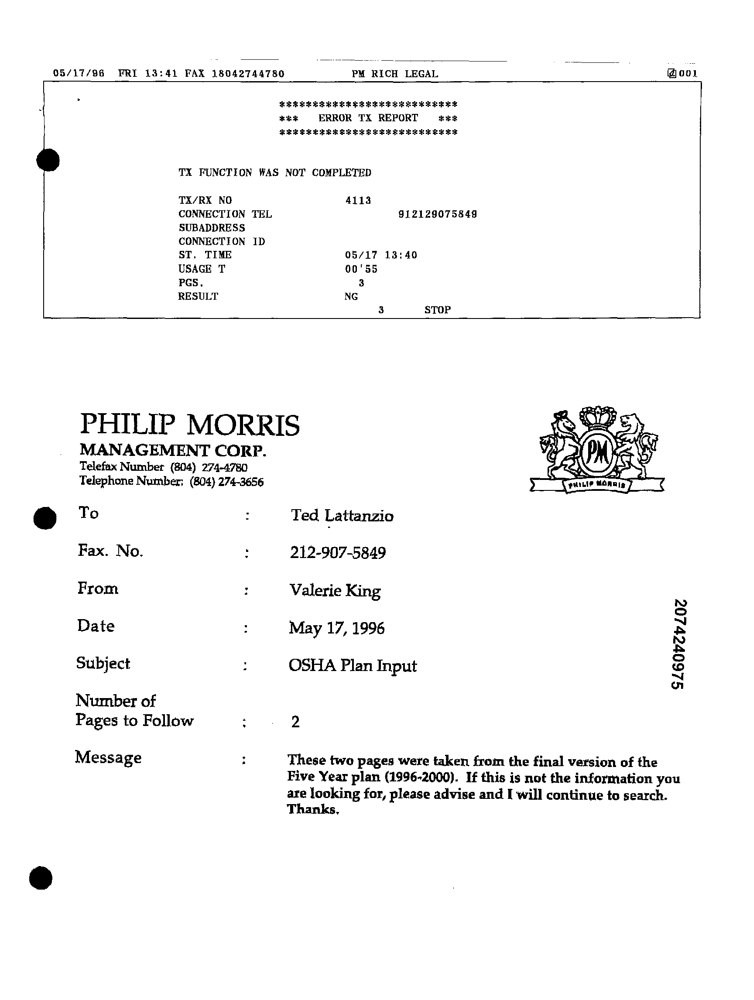 05/17/96 FRI 13:41 FAX 18042744780 PM RICH LEGAL 001
***************************
*** ERROR TX REPORT ***
***************************
TX FUNCTION WAS NOT COMPLETED
TX/RX NO 4113
CONNECTION TEL 912129075849
SUBADDRESS
CONNECTION ID
ST. TIME 05/17 13:40
USAGE T 00'55
PGS. 3
RESULT NG
3 STOP
PHILIP MORRIS
MANAGEMENT CORP.
Telefax Number (804) 274-4780
Telephone Number: (804) 274-3656
PM
PHILIP MORRIS
To : Ted Lattanzio
Fax. No. : 212-907-5849
From : Valerie King
Date : May 17, 1996
Subject : OSHA Plan Input
Number of
Pages to Follow : 2
Message : These two pages were taken from the final version of the
Five Year plan (1996-2000). If this is not the information you
are looking for, please advise and I will continue to search.
Thanks.
2074240975